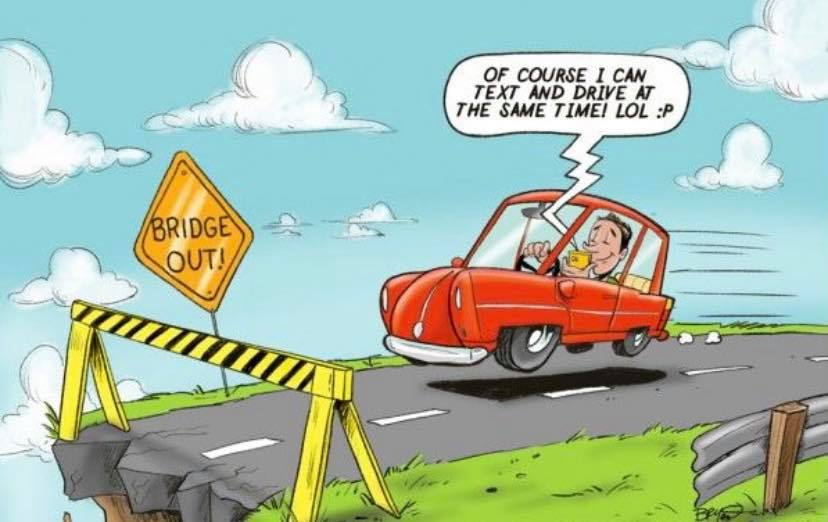 OF COURSE I CAN
TEXT AND DRIVE AT
THE SAME TIME! LOL :P
BRIDGE
OUT!